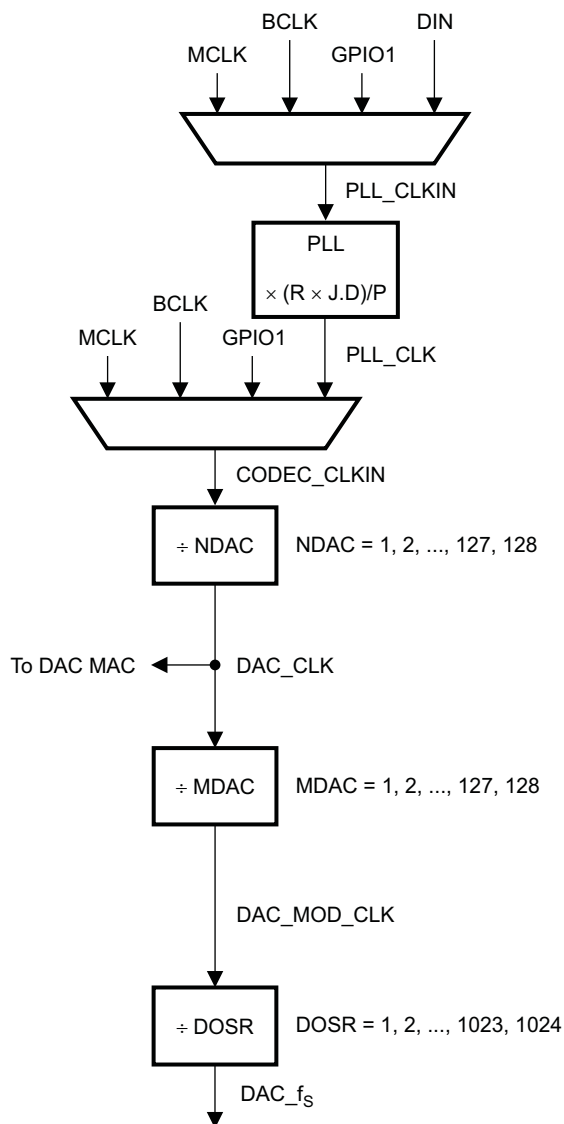 BCLK DIN
MCLK GPIO1
PLL_CLKIN
PLL
× (R × J.D)/P
BCLK
MCLK GPIO1
PLL_CLK
CODEC_CLKIN
÷ NDAC NDAC = 1, 2, ..., 127, 128
To DAC MAC DAC_CLK
÷ MDAC MDAC = 1, 2, ..., 127, 128
DAC_MOD_CLK
÷ DOSR DOSR = 1, 2, ..., 1023, 1024
DAC_fS